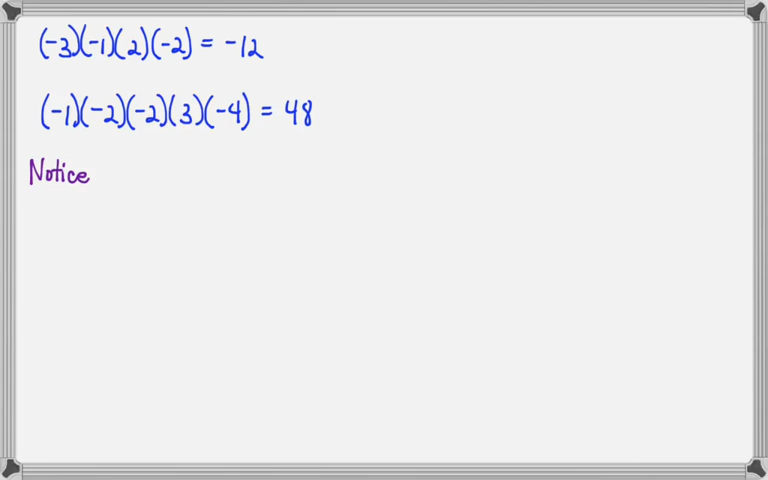 (-3)(-1)(2)(-2) = -12
(-1)(-2)(-2)(3)(-4) = 48
Notice